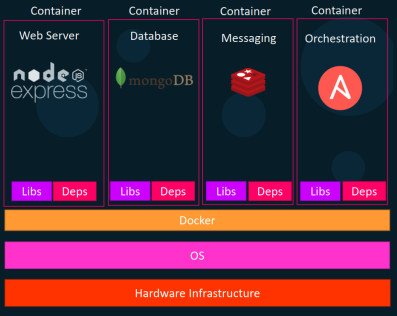 Container Container Container Container
Web Server Database Messaging Orchestration
node JS
express
mongoDB
Libs Deps Libs Deps Libs Deps Libs Deps
Docker
OS
Hardware Infrastructure